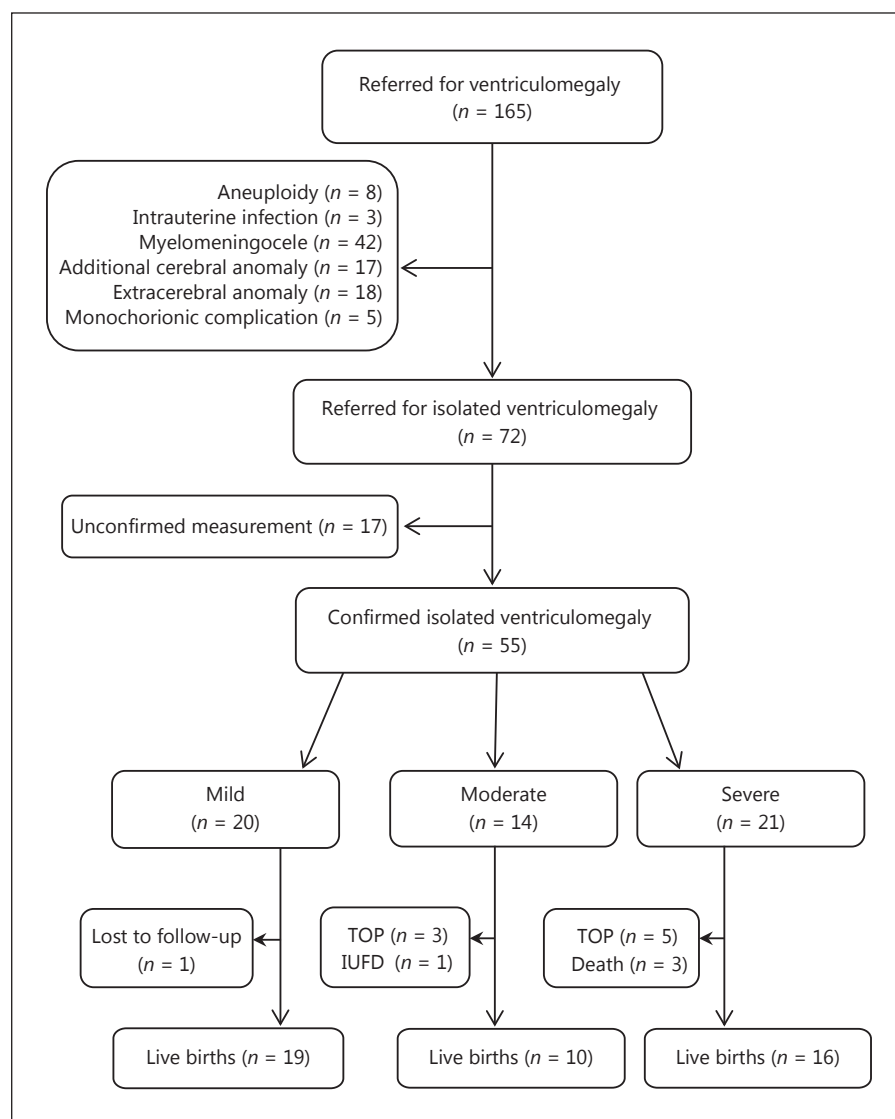 Referred for ventriculomegaly
(n = 165)
Aneuploidy (n = 8)
Intrauterine infection (n = 3)
Myelomeningocele (n = 42)
Additional cerebral anomaly (n = 17)
Extracerebral anomaly (n = 18)
Monochorionic complication (n = 5)
Referred for isolated ventriculomegaly
(n = 72)
Unconfirmed measurement (n = 17)
Confirmed isolated ventriculomegaly
(n = 55)
Mild
(n = 20)
Moderate
(n = 14)
Severe
(n = 21)
Lost to follow-up
(n = 1)
TOP (n = 3)
IUFD (n = 1)
TOP (n = 5)
Death (n = 3)
Live births (n = 19)
Live births (n = 10)
Live births (n = 16)